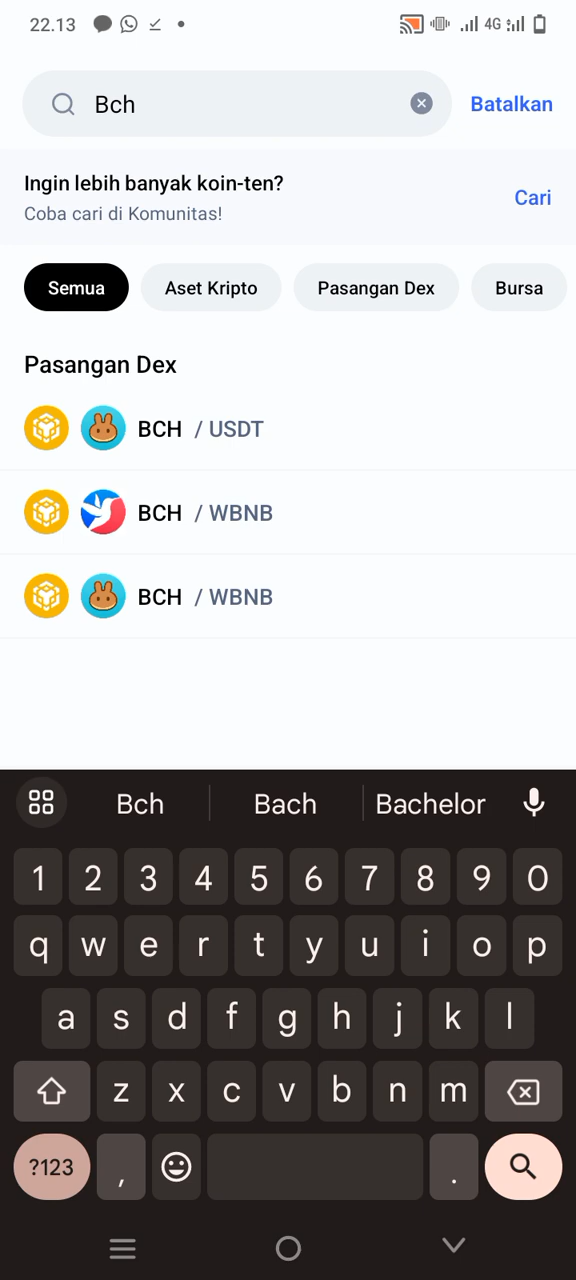 22.13
4G
Bch
Batalkan
Ingin lebih banyak koin-ten?
Coba cari di Komunitas!
Cari
Semua
Aset Kripto
Pasangan Dex
Bursa
Pasangan Dex
BCH / USDT
BCH / WBNB
BCH / WBNB
Bch
Bach
Bachelor
1 2 3 4 5 6 7 8 9 0
q w e r t y u i o p
a s d f g h j k l
z x c v b n m
?123 , .